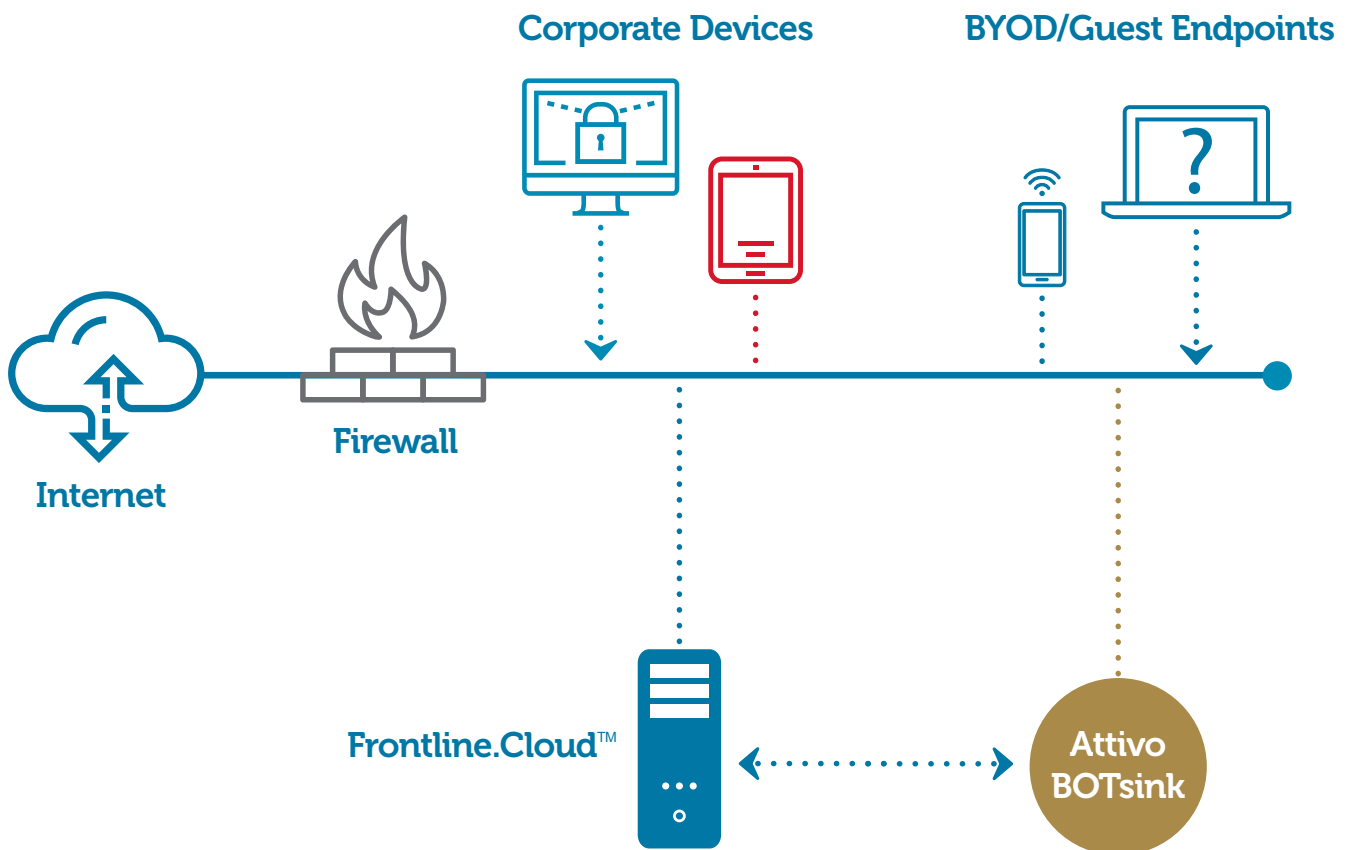 Corporate Devices
BYOD/Guest Endpoints
?
Firewall
Internet
Frontline.Cloud™
Attivo
BOTsink